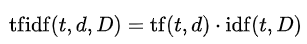 tfidf(t, d, D) = tf(t, d) · idf(t, D)